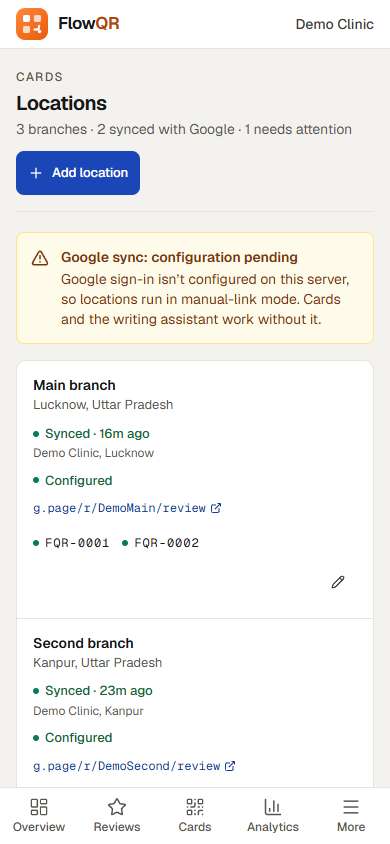 FlowQR
Demo Clinic
CARDS
Locations
3 branches · 2 synced with Google · 1 needs attention
Add location
Google sync: configuration pending
Google sign-in isn't configured on this server,
so locations run in manual-link mode. Cards
and the writing assistant work without it.
Main branch
Lucknow, Uttar Pradesh
Synced · 16m ago
Demo Clinic, Lucknow
Configured
g.page/r/DemoMain/review
FQR-0001 FQR-0002
Second branch
Kanpur, Uttar Pradesh
Synced · 23m ago
Demo Clinic, Kanpur
Configured
g.page/r/DemoSecond/review
Overview Reviews Cards Analytics More